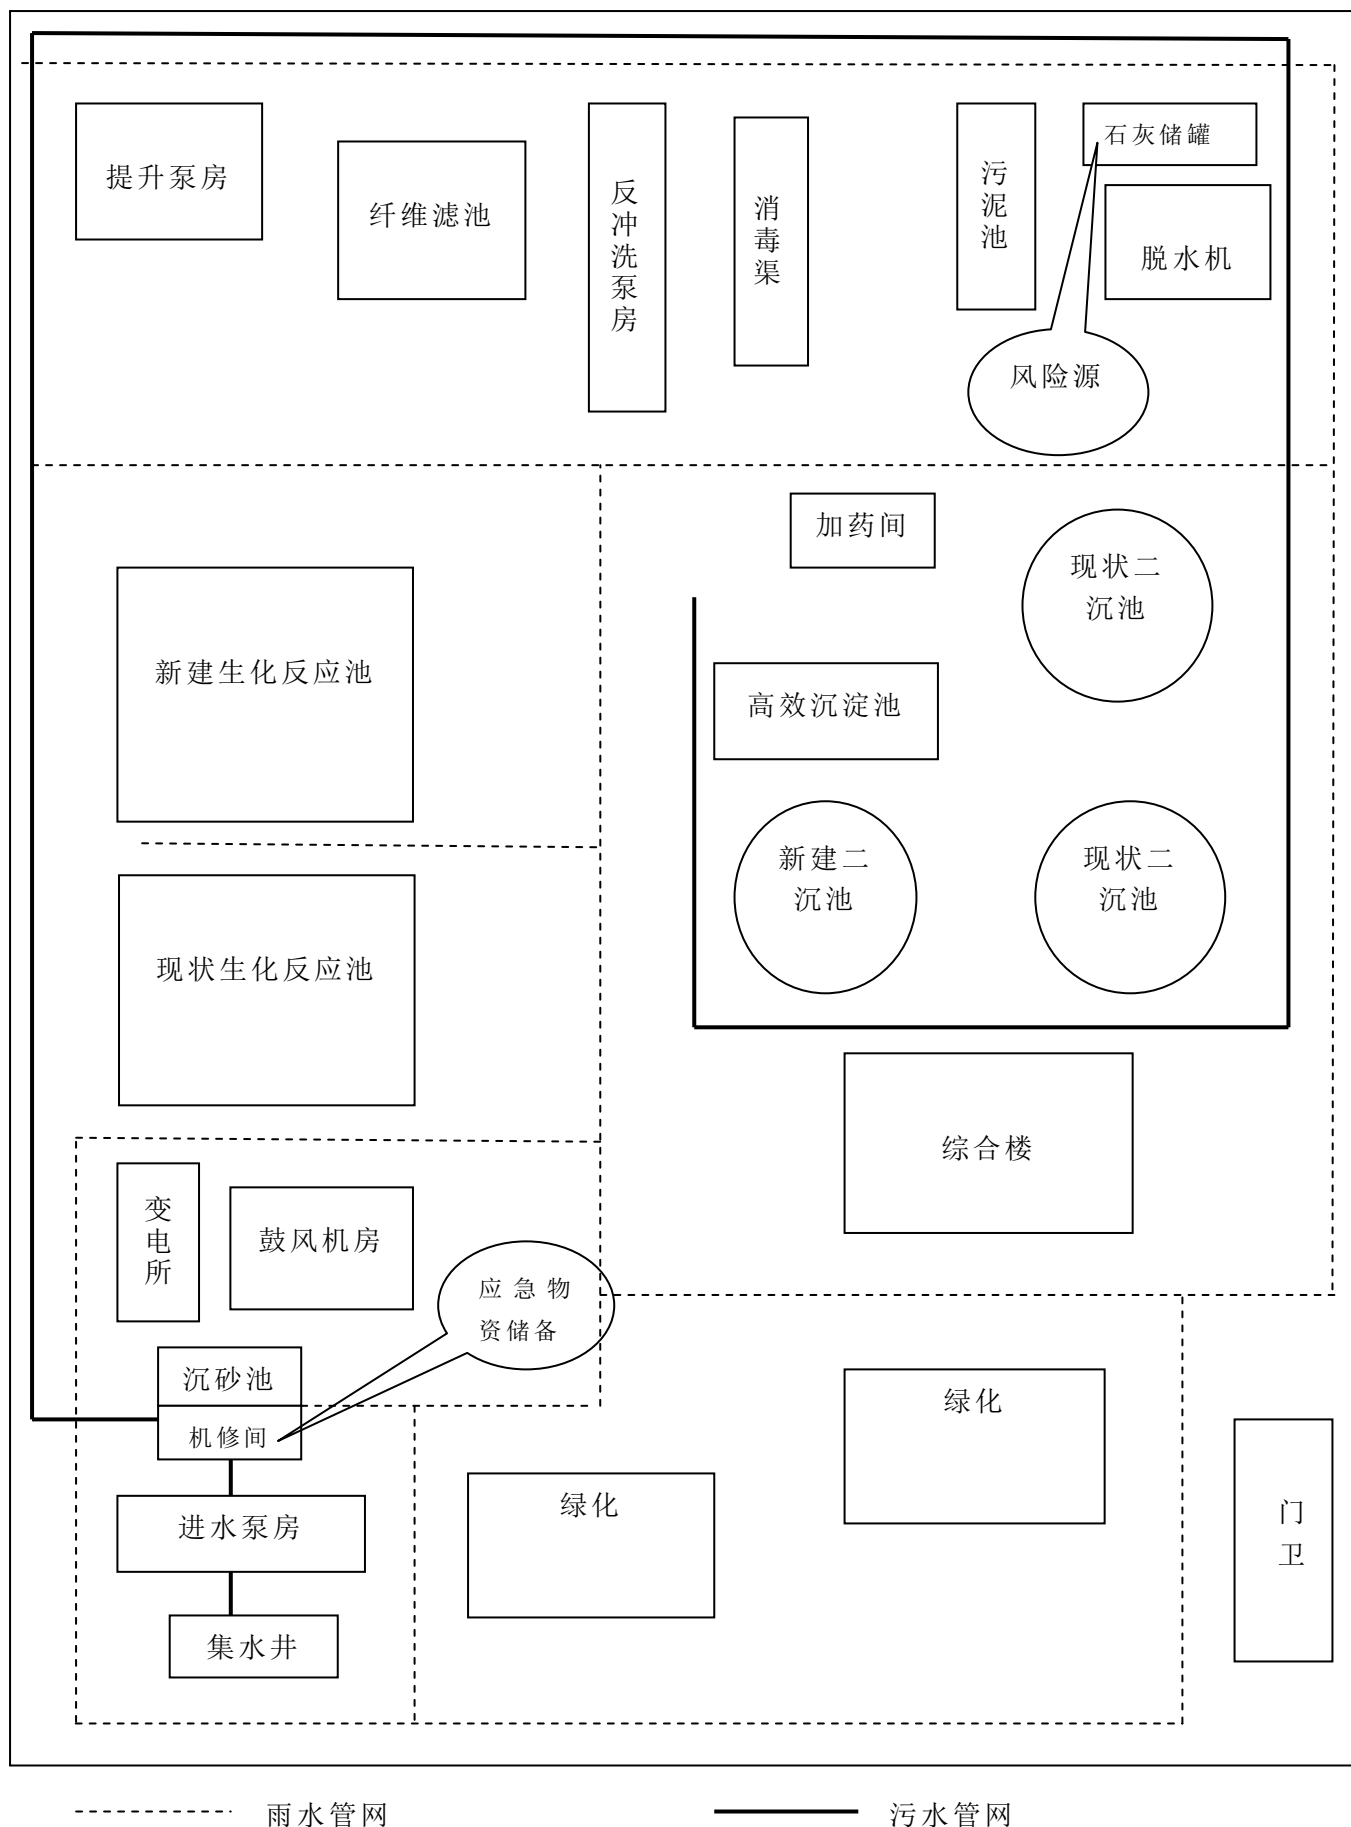 石灰储罐
提升泵房
纤维滤池
反冲洗泵房
消毒渠
污泥池
脱水机
风险源
加药间
现状二
沉池
新建生化反应池
高效沉淀池
新建二
沉池
现状二
沉池
现状生化反应池
综合楼
变电所
鼓风机房
应急物
资储备
沉砂池
机修间
绿化
绿化
进水泵房
门卫
集水井
雨水管网
污水管网